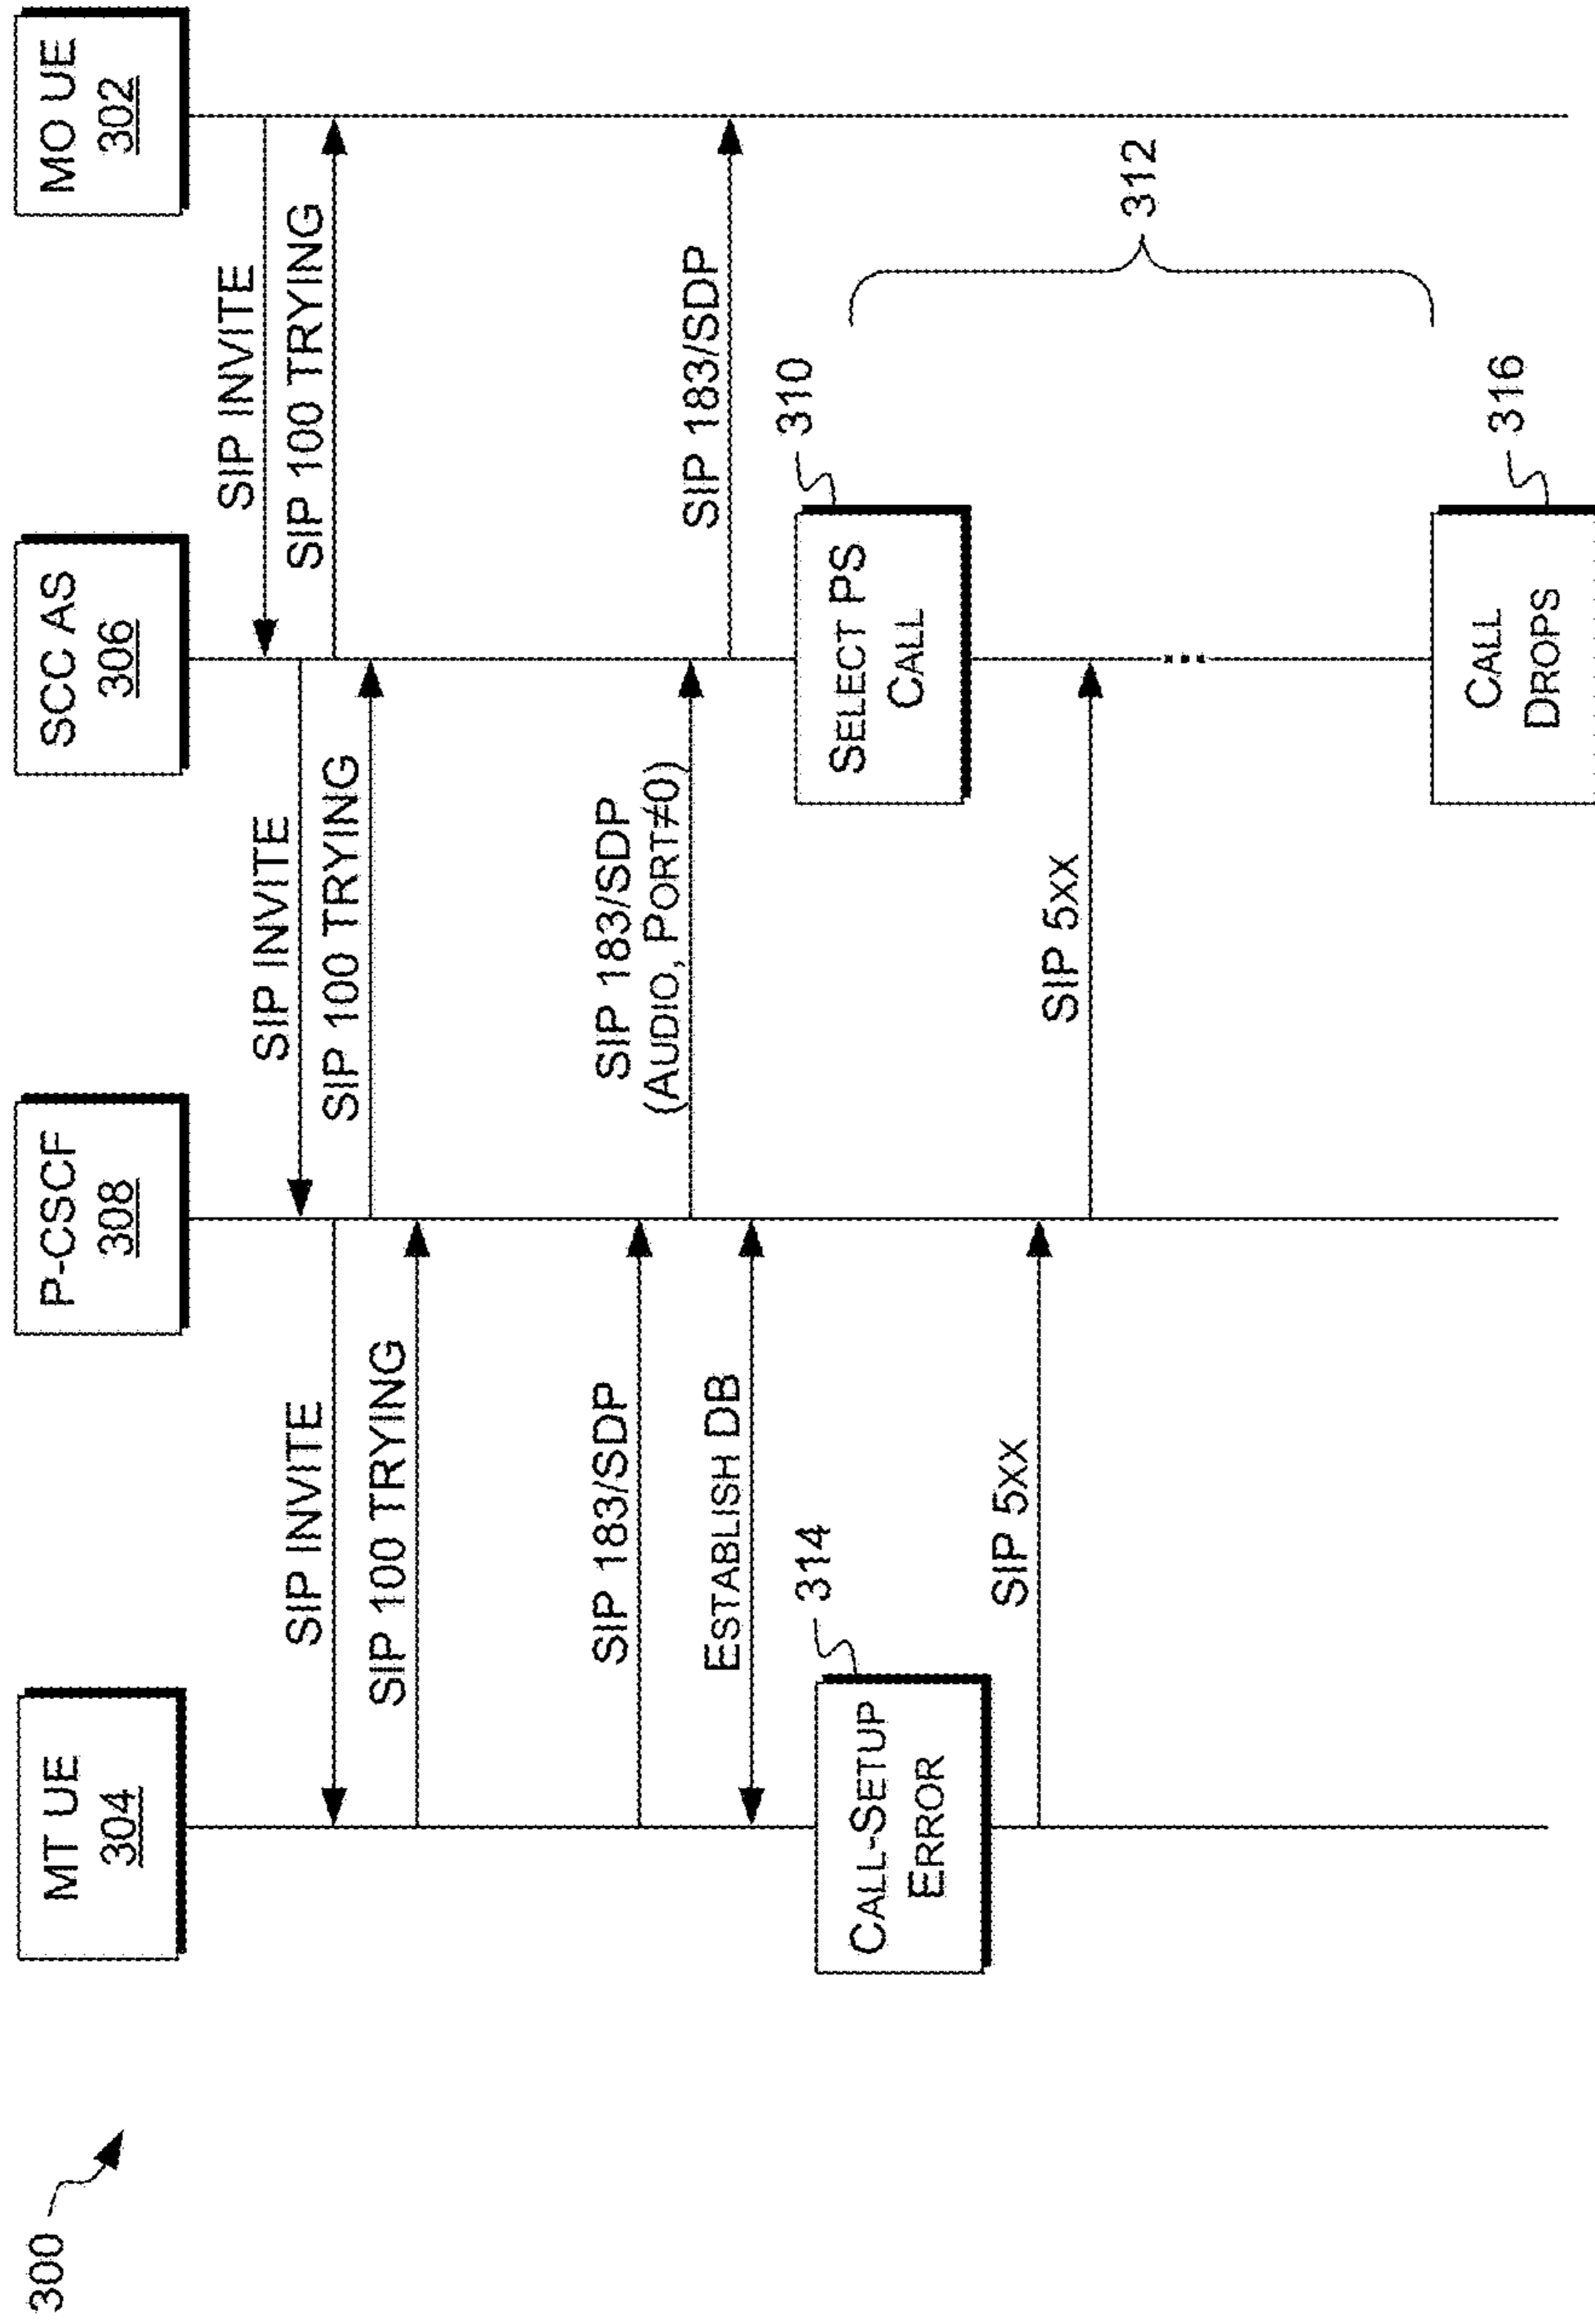 300
MT UE
304
P-CSCF
308
SCC AS
306
MO UE
302
SIP INVITE
SIP 100 TRYING
SIP INVITE
SIP 100 TRYING
SIP INVITE
SIP 100 TRYING
SIP 183/SDP
SIP 183/SDP
(AUDIO, PORT≠0)
SIP 183/SDP
ESTABLISH DB
314
CALL-SETUP
ERROR
310
SELECT PS
CALL
312
SIP 5XX
SIP 5XX
316
CALL
DROPS